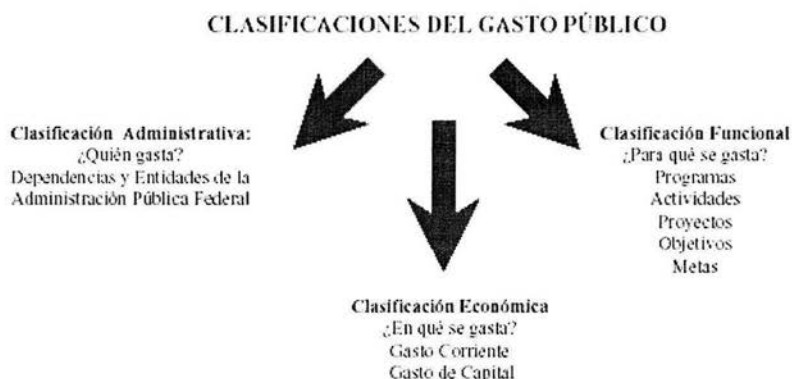 CLASIFICACIONES DEL GASTO PÚBLICO
Clasificación Administrativa:
¿Quién gasta?
Dependencias y Entidades de la
Administración Pública Federal
Clasificación Funcional
¿Para qué se gasta?
Programas
Actividades
Proyectos
Objetivos
Metas
Clasificación Económica
¿En qué se gasta?
Gasto Corriente
Gasto de Capital